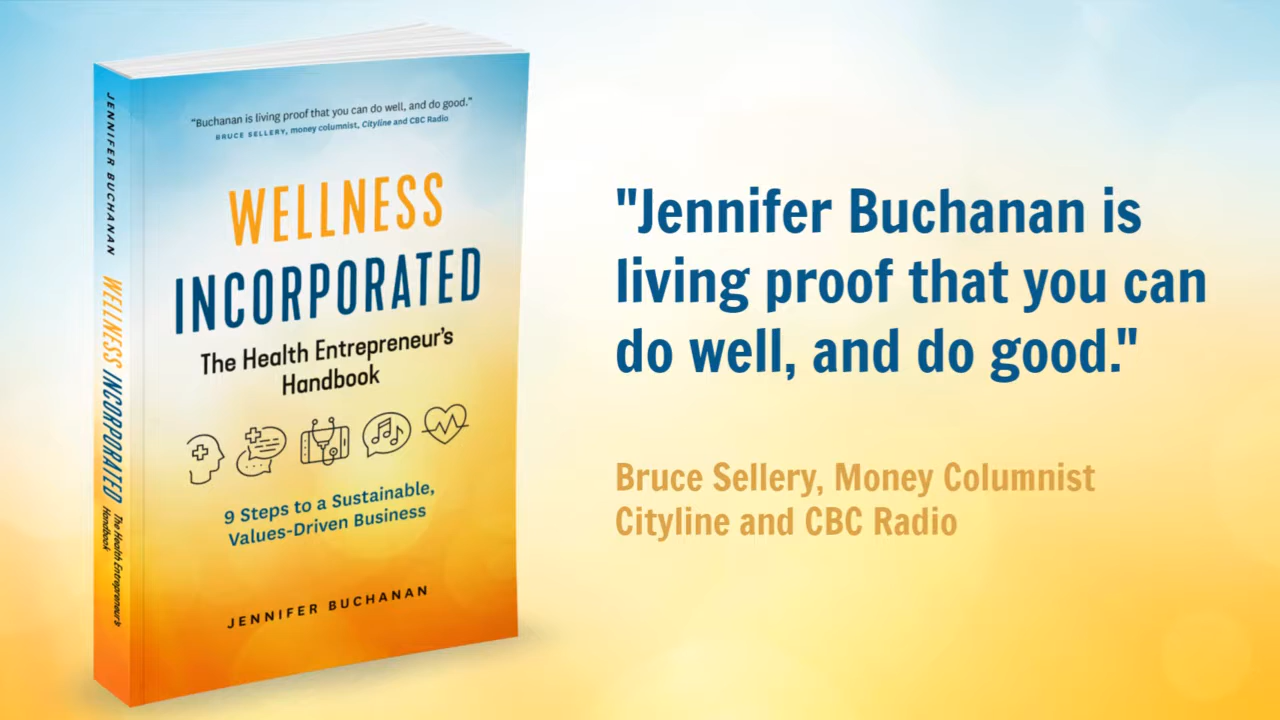 JENNIFER BUCHANAN
WELLNESS INCORPORATED
The Health Entrepreneur's
Handbook
"Buchanan is living proof that you can do well, and do good."
BRUCE SELLERY, money columnist, Cityline and CBC Radio
WELLNESS
INCORPORATED
The Health Entrepreneur's
Handbook
9 Steps to a Sustainable,
Values-Driven Business
JENNIFER BUCHANAN
"Jennifer Buchanan is
living proof that you can
do well, and do good."
Bruce Sellery, Money Columnist
Cityline and CBC Radio